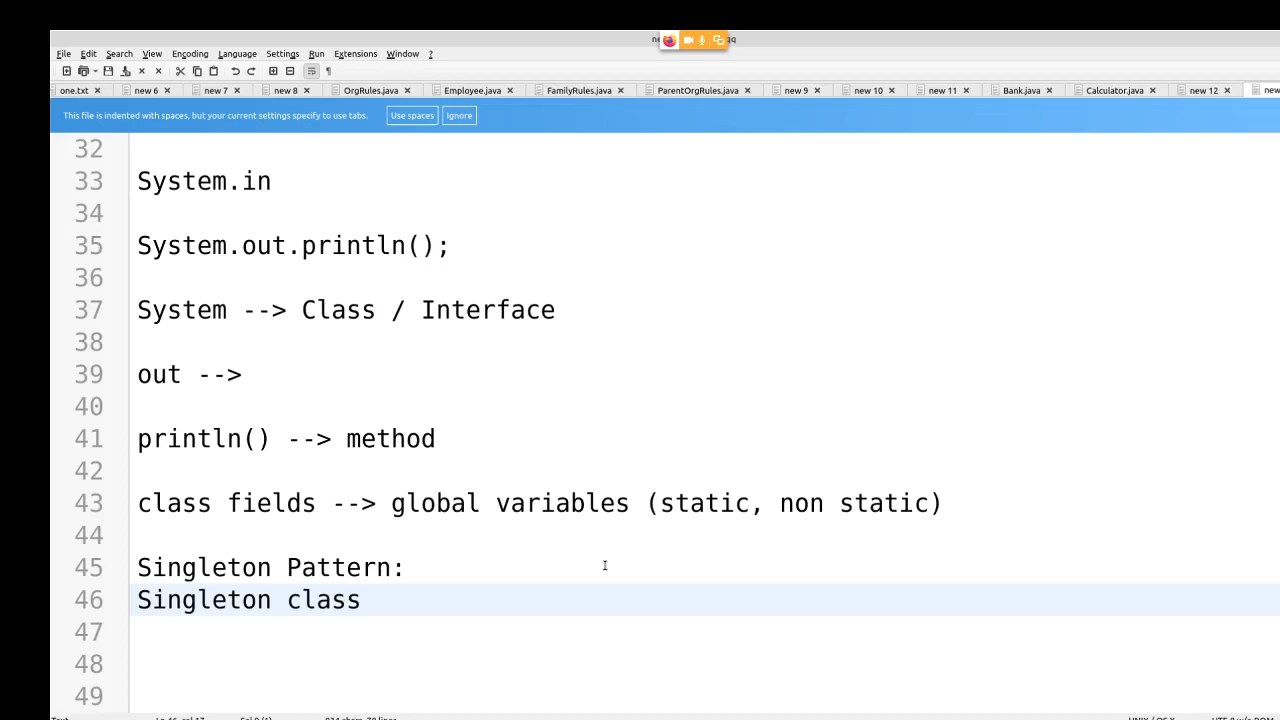 File Edit Search View Encoding Language Settings Run Extensions Window ?
one.txt new 6 new 7 new 8 OrgRules.java Employee.java FamilyRules.java ParentOrgRules.java new 9 new 10 new 11 Bank.java Calculator.java new 12 new
This file is indented with spaces, but your current settings specify to use tabs. Use spaces Ignore
32
33 System.in
34
35 System.out.println();
36
37 System --> Class / Interface
38
39 out -->
40
41 println() --> method
42
43 class fields --> global variables (static, non static)
44
45 Singleton Pattern:
46 Singleton class
47
48
49